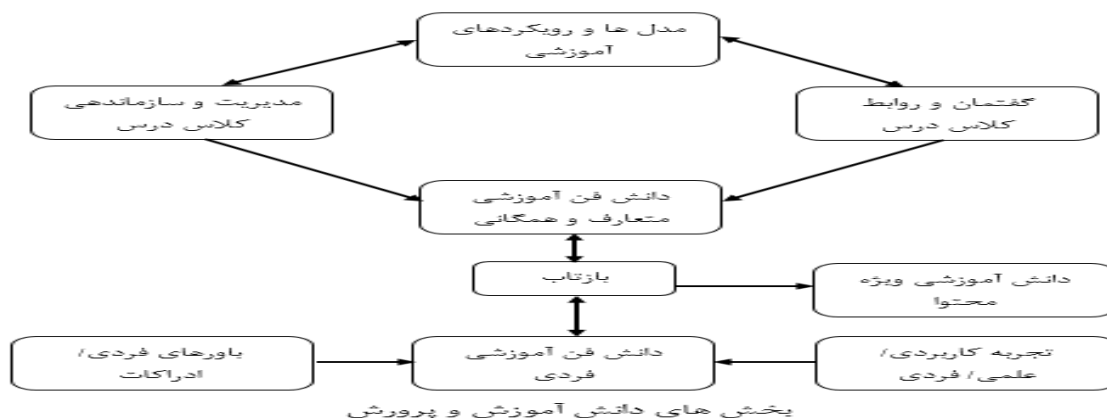 مدل ها و رویکردهای
آموزشی
گفتمان و روابط
کلاس درس
مدیریت و سازماندهی
کلاس درس
دانش فن آموزشی
متعارف و همگانی
بازتاب
دانش آموزشی ویژه
محتوا
تجربه کاربردی/
علمی/ فردی
دانش فن آموزشی
فردی
باورهای فردی/
ادراکات
بخش های دانش آموزش و پرورش